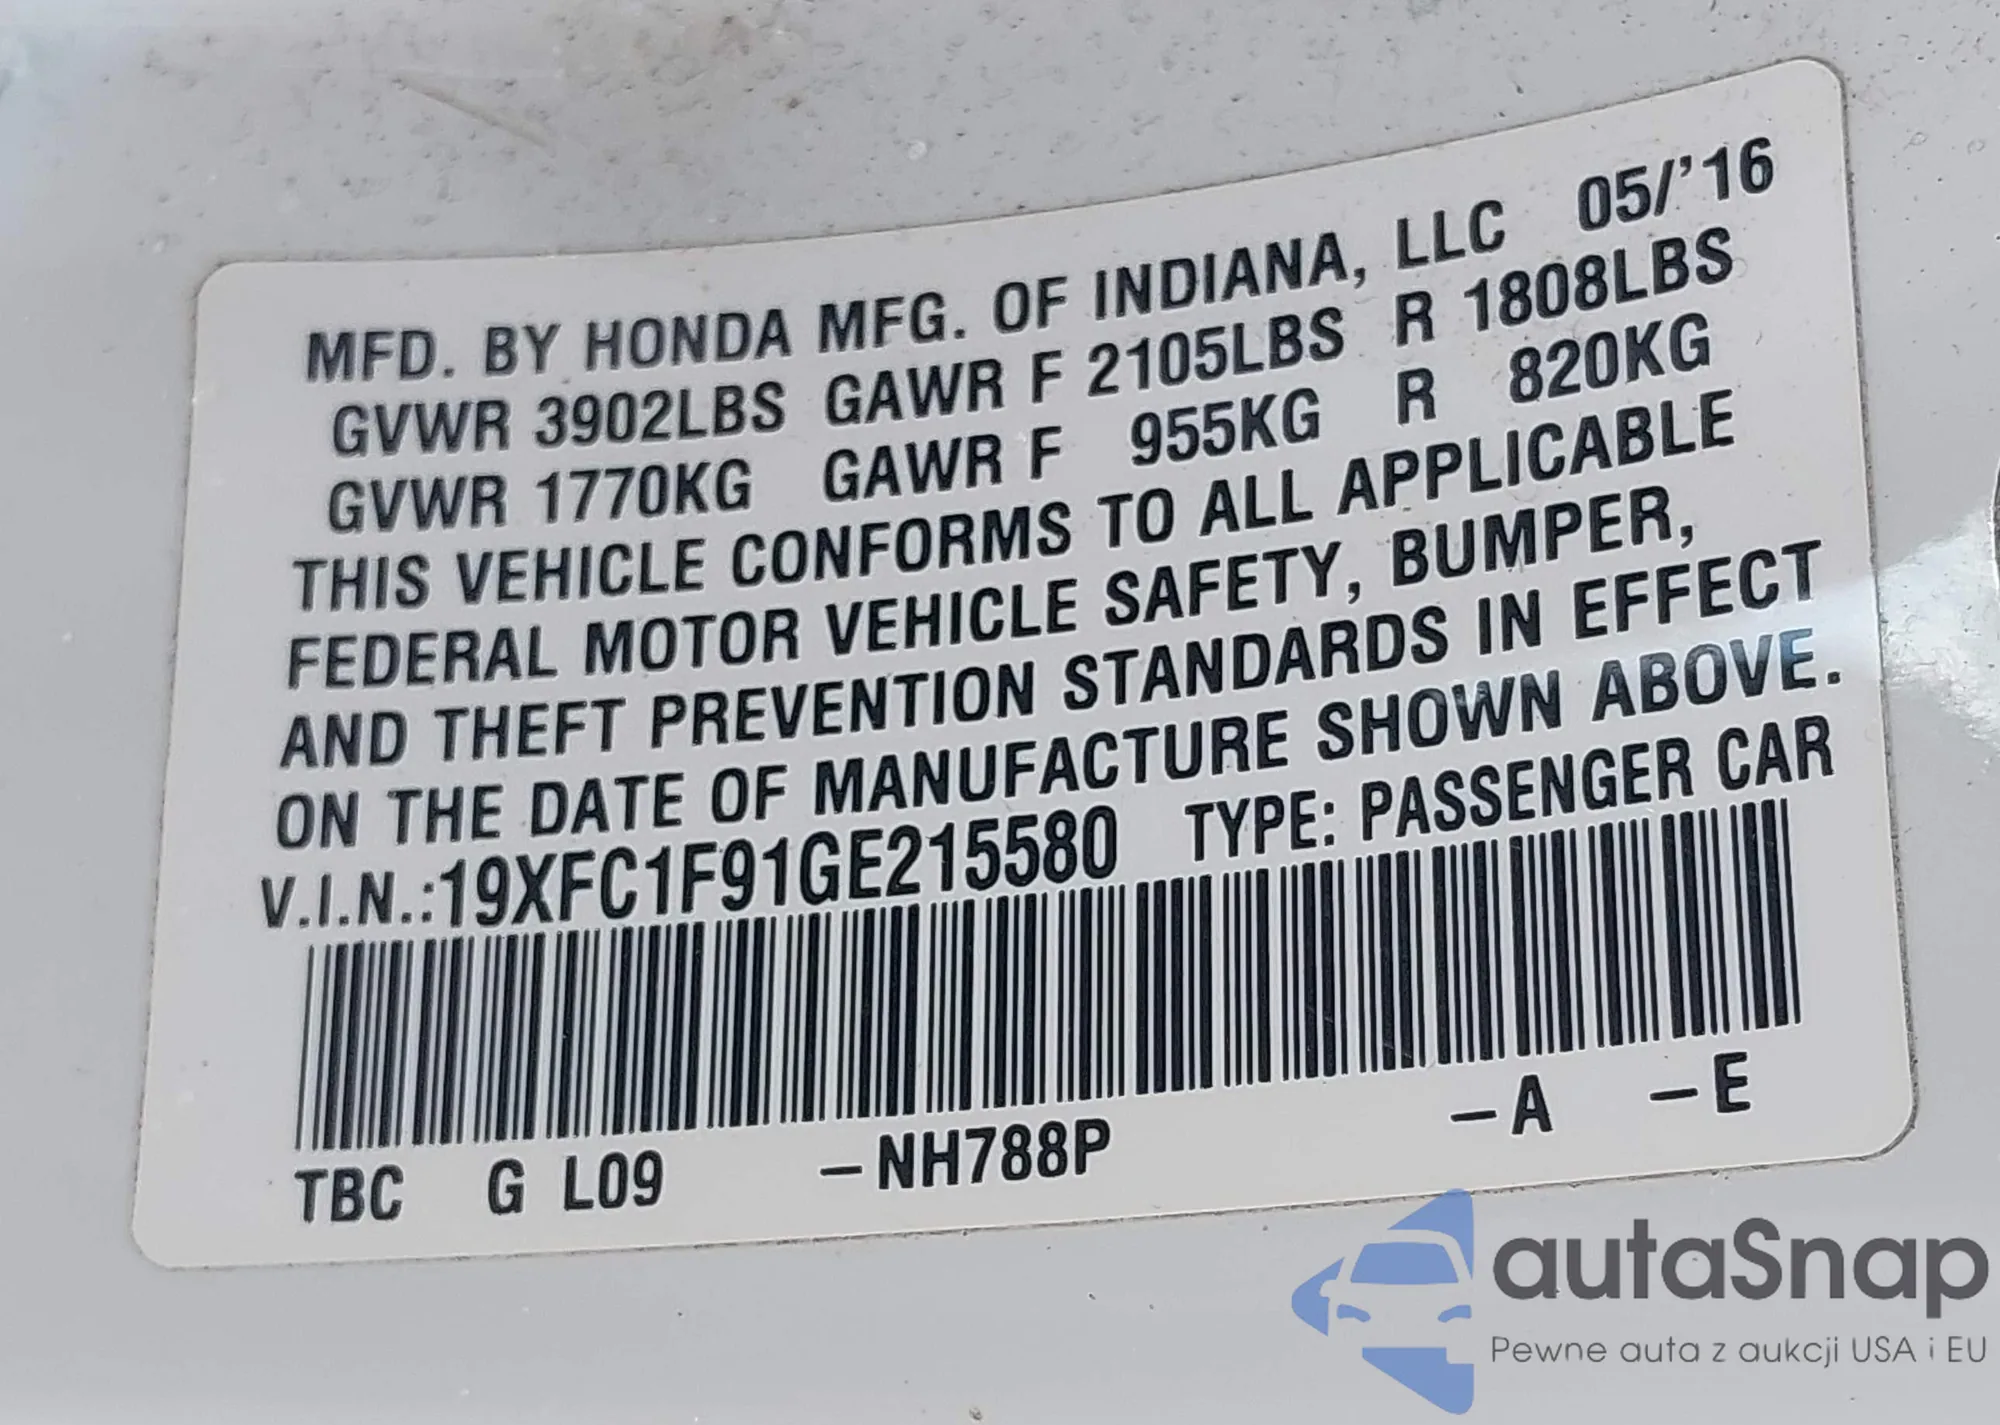 MFD. BY HONDA MFG. OF INDIANA, LLC 05/'16
GVWR 3902LBS GAWR F 2105LBS R 1808LBS
GVWR 1770KG GAWR F 955KG R 820KG
THIS VEHICLE CONFORMS TO ALL APPLICABLE
FEDERAL MOTOR VEHICLE SAFETY, BUMPER,
AND THEFT PREVENTION STANDARDS IN EFFECT
ON THE DATE OF MANUFACTURE SHOWN ABOVE.
V.I.N.:19XFC1F91GE215580 TYPE: PASSENGER CAR
TBC G L09 –NH788P –A –E
autaSnap
Pewne auta z aukcji USA i EU